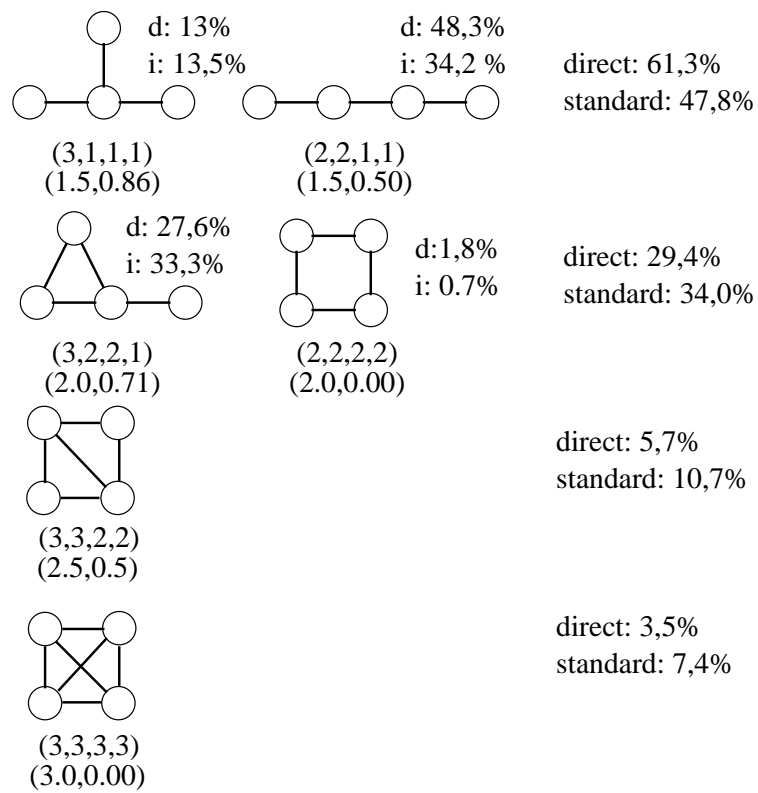 d: 13%
i: 13,5%
(3,1,1,1)
(1.5,0.86)
d: 48,3%
i: 34,2 %
(2,2,1,1)
(1.5,0.50)
direct: 61,3%
standard: 47,8%
d: 27,6%
i: 33,3%
(3,2,2,1)
(2.0,0.71)
d:1,8%
i: 0.7%
(2,2,2,2)
(2.0,0.00)
direct: 29,4%
standard: 34,0%
(3,3,2,2)
(2.5,0.5)
direct: 5,7%
standard: 10,7%
(3,3,3,3)
(3.0,0.00)
direct: 3,5%
standard: 7,4%